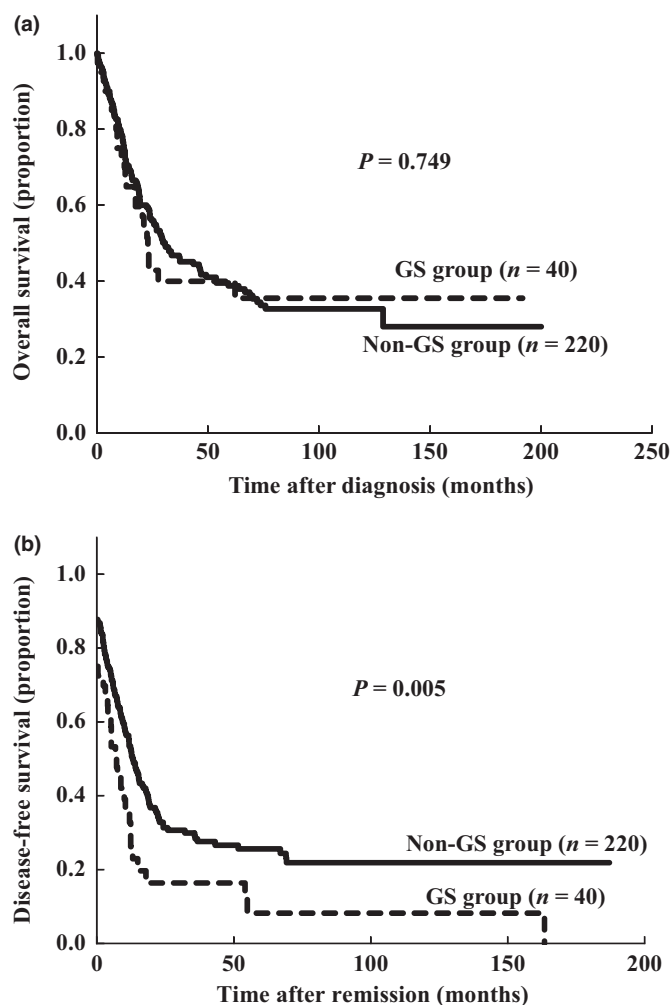 (a)
1.0
0.8
0.6
0.4
0.2
0.0
Overall survival (proportion)
P = 0.749
GS group (n = 40)
Non-GS group (n = 220)
0 50 100 150 200 250
Time after diagnosis (months)
(b)
1.0
0.8
0.6
0.4
0.2
0.0
Disease-free survival (proportion)
P = 0.005
Non-GS group (n = 220)
GS group (n = 40)
0 50 100 150 200
Time after remission (months)